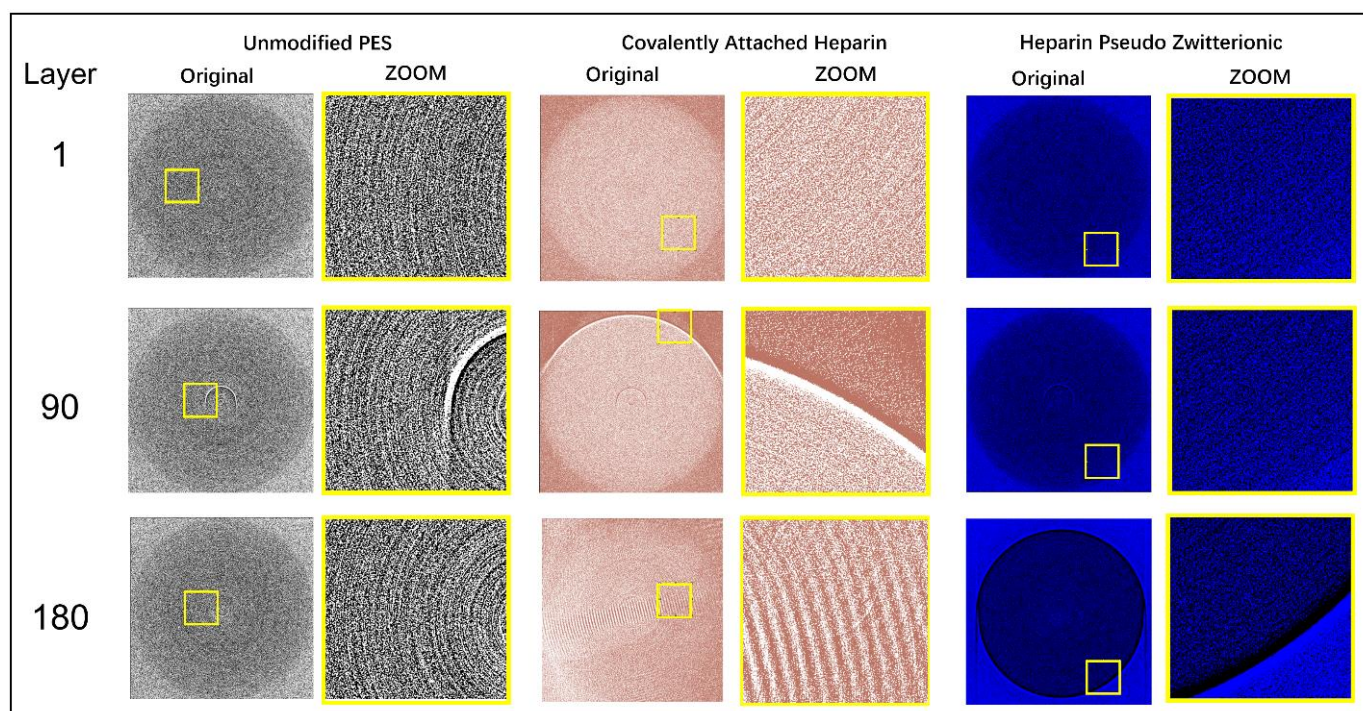 Unmodified PES Covalently Attached Heparin Heparin Pseudo Zwitterionic
Layer Original ZOOM Original ZOOM Original ZOOM
1
90
180